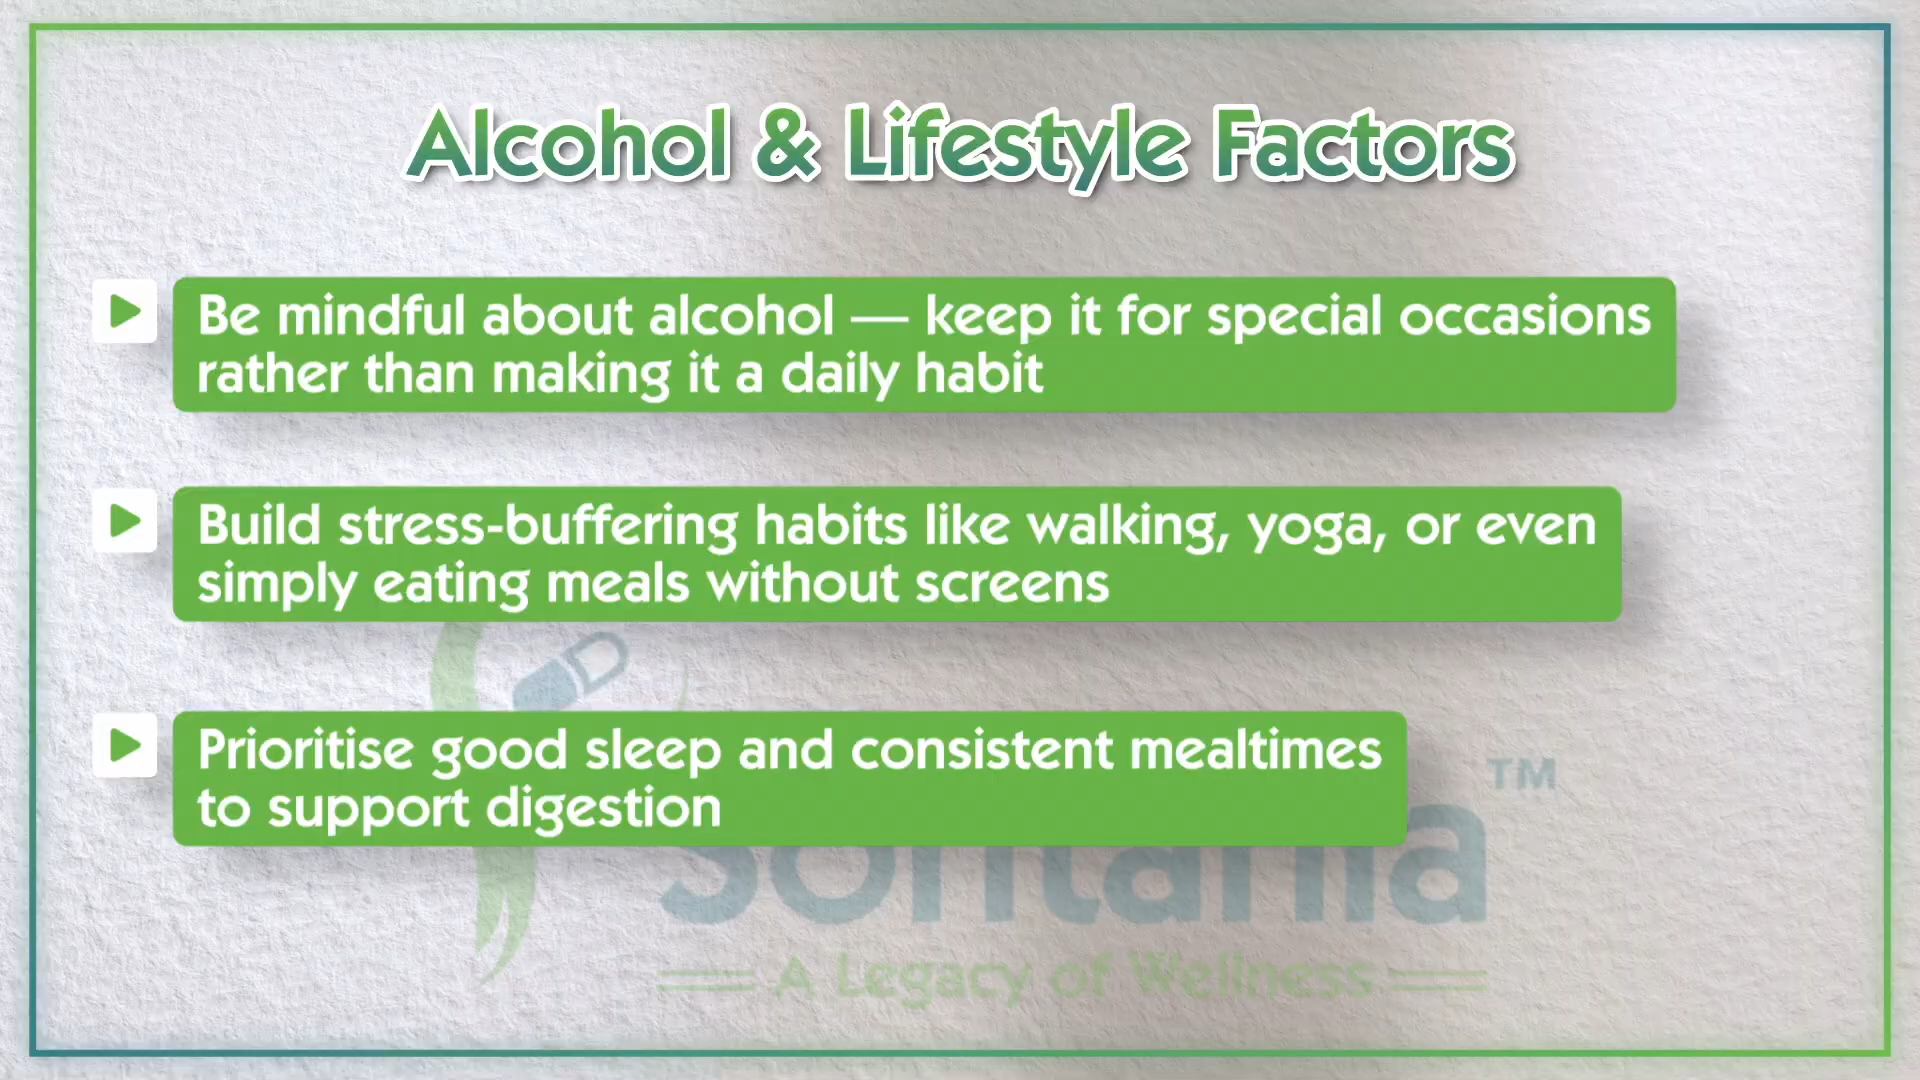 Alcohol & Lifestyle Factors
Be mindful about alcohol — keep it for special occasions
rather than making it a daily habit
Build stress-buffering habits like walking, yoga, or even
simply eating meals without screens
Prioritise good sleep and consistent mealtimes
to support digestion
TM
A Legacy of Wellness